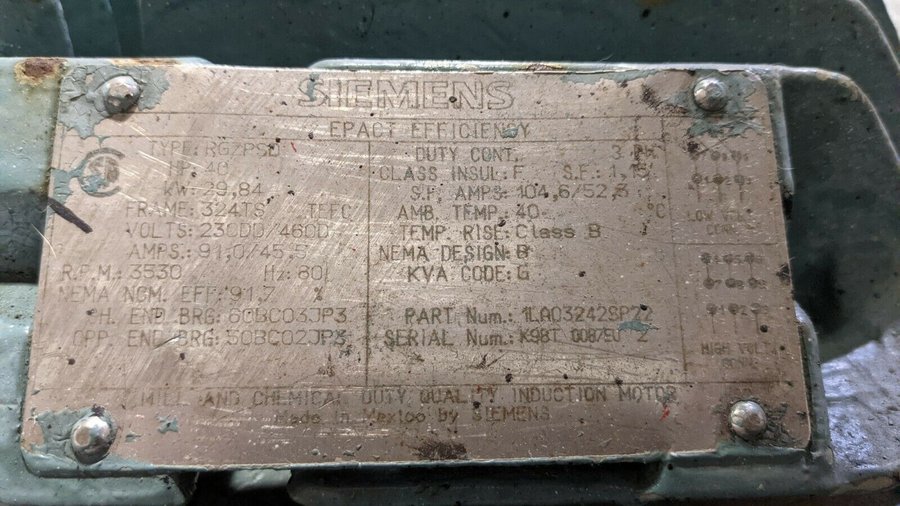 SIEMENS
EPACT EFFICIENCY
TYPE: RGZPSD
HP: 40
KW: 29,84
FRAME: 324TS TEFC
VOLTS: 230DD/460D
AMPS: 91,0/45,5
R.P.M.: 3530 Hz: 60
NEMA NOM. EFF: 91,7 %
SH. END BRG: 60BC03JP3
OPP. END BRG: 50BC02JP3
DUTY CONT. 3 PH
CLASS INSUL: F S.F.: 1,15
S.F. AMPS: 104,6/52,3
AMB. TEMP.: 40 °C
TEMP. RISE: Class B
NEMA DESIGN: B
KVA CODE: G
PART Num.: 1LA03242SP72
SERIAL Num.: K98T
LOW VOLT.
CONN.
HIGH VOLT.
CONN.
MILL AND CHEMICAL DUTY QUALITY INDUCTION MOTOR
Made in Mexico by SIEMENS